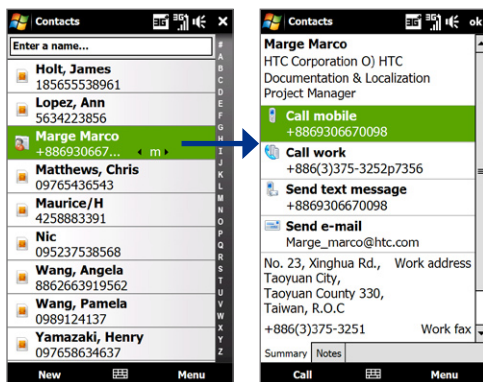 Contacts
Enter a name...
Holt, James
185655538961
Lopez, Ann
5634223856
Marge Marco
+886930667... m
Matthews, Chris
09765436543
Maurice/H
4258883391
Nic
095237538568
Wang, Angela
8862663919562
Wang, Pamela
0989124137
Yamazaki, Henry
097658634637
#
A
B
C
D
E
F
G
H
I
J
K
L
M
N
O
P
Q
R
S
T
U
V
W
X
Y
Z
New Menu
Contacts ok
Marge Marco
HTC Corporation O) HTC
Documentation & Localization
Project Manager
Call mobile
+8869306670098
Call work
+886(3)375-3252p7356
Send text message
+8869306670098
Send e-mail
Marge_marco@htc.com
No. 23, Xinghua Rd., Work address
Taoyuan City,
Taoyuan County 330,
Taiwan, R.O.C
+886(3)375-3251 Work fax
Summary Notes
Call Menu